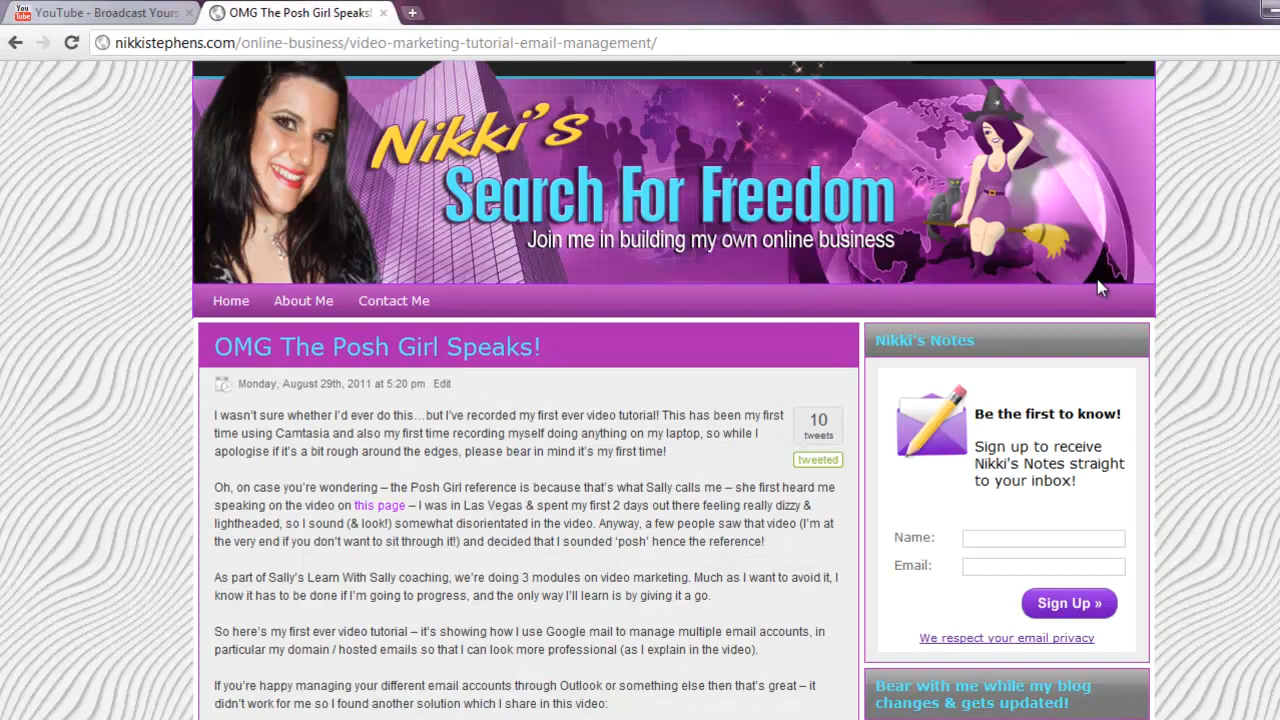 YouTube - Broadcast Yours
OMG The Posh Girl Speaks!
nikkistephens.com/online-business/video-marketing-tutorial-email-management/
Nikki's
Search For Freedom
Join me in building my own online business
Home About Me Contact Me
OMG The Posh Girl Speaks!
Monday, August 29th, 2011 at 5:20 pm Edit
I wasn't sure whether I'd ever do this…but I've recorded my first ever video tutorial! This has been my first
time using Camtasia and also my first time recording myself doing anything on my laptop, so while I
apologise if it's a bit rough around the edges, please bear in mind it's my first time!
10
tweets
tweeted
Oh, on case you're wondering – the Posh Girl reference is because that's what Sally calls me – she first heard me
speaking on the video on this page – I was in Las Vegas & spent my first 2 days out there feeling really dizzy &
lightheaded, so I sound (& look!) somewhat disorientated in the video. Anyway, a few people saw that video (I'm at
the very end if you don't want to sit through it!) and decided that I sounded 'posh' hence the reference!
As part of Sally's Learn With Sally coaching, we're doing 3 modules on video marketing. Much as I want to avoid it, I
know it has to be done if I'm going to progress, and the only way I'll learn is by giving it a go.
So here's my first ever video tutorial – it's showing how I use Google mail to manage multiple email accounts, in
particular my domain / hosted emails so that I can look more professional (as I explain in the video).
If you're happy managing your different email accounts through Outlook or something else then that's great – it
didn't work for me so I found another solution which I share in this video:
Nikki's Notes
Be the first to know!
Sign up to receive
Nikki's Notes straight
to your inbox!
Name:
Email:
Sign Up »
We respect your email privacy
Bear with me while my blog
changes & gets updated!